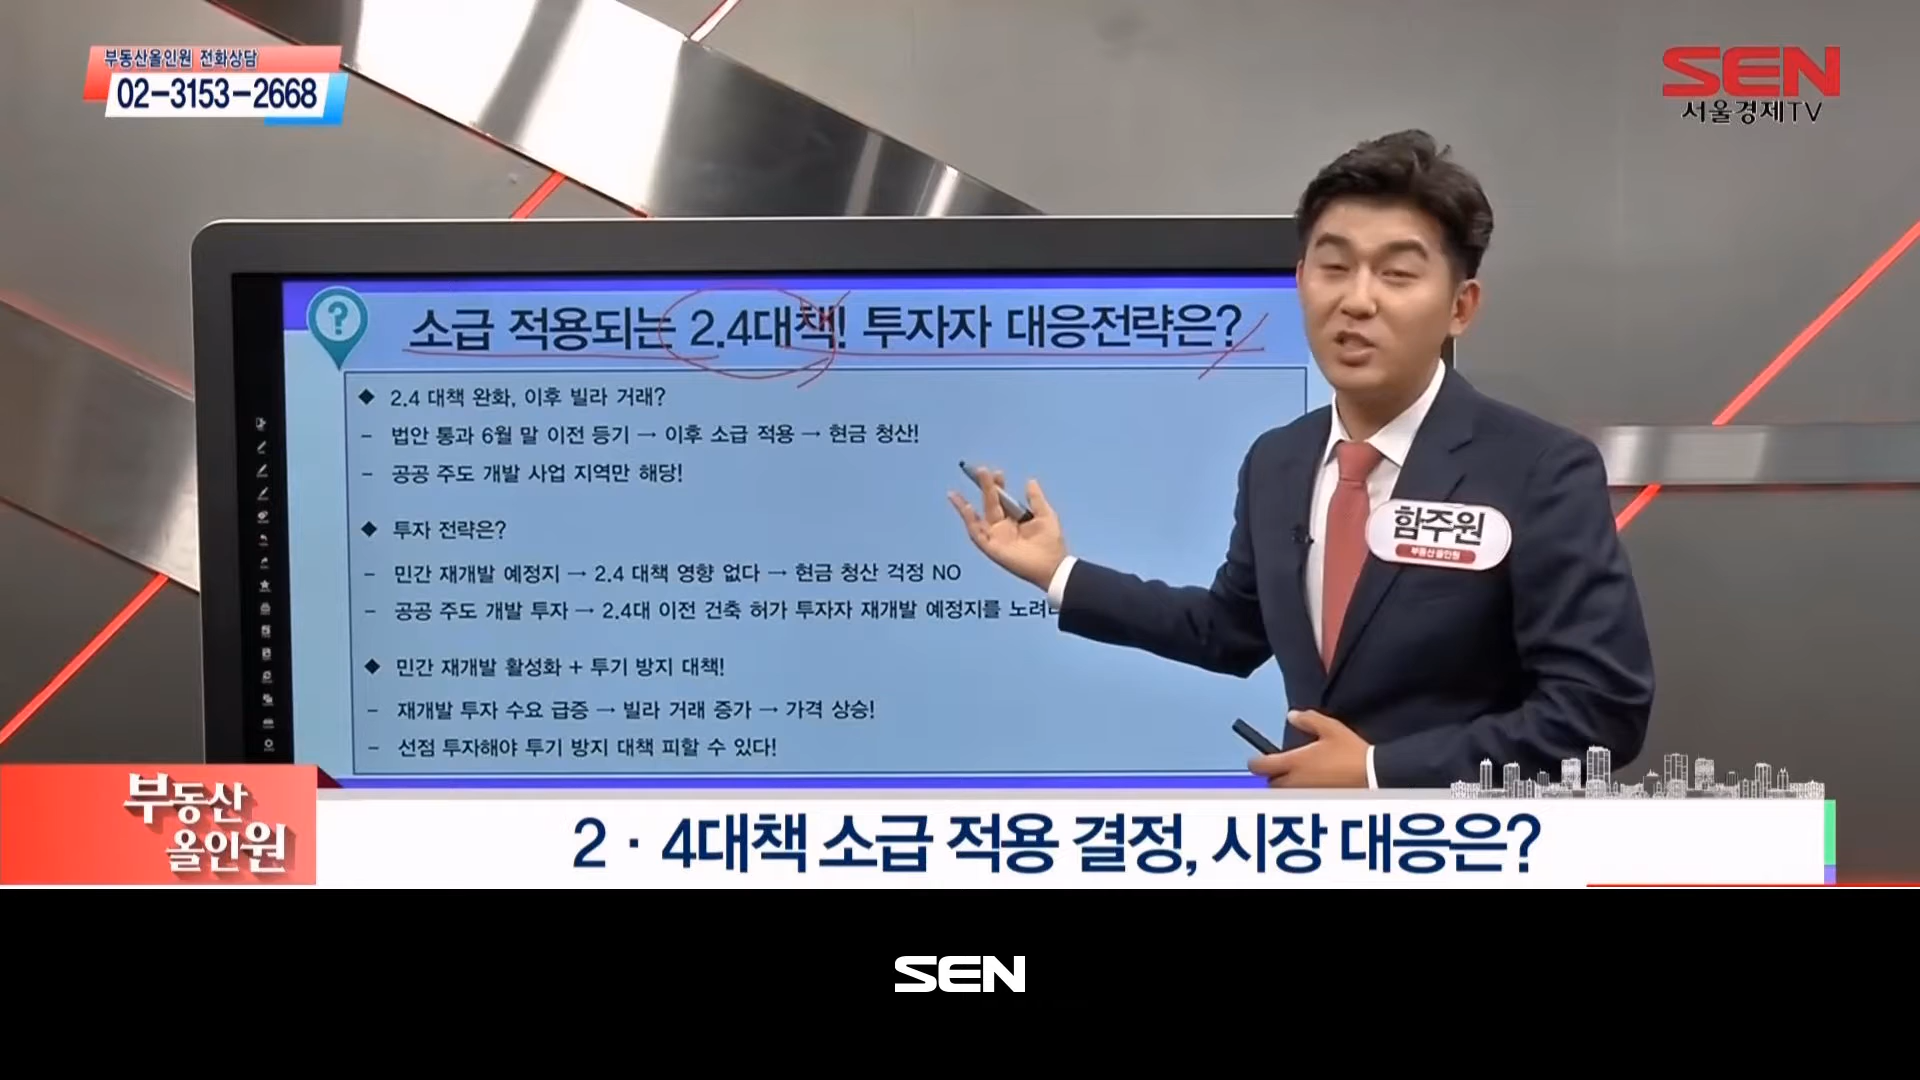 부동산올인원 전화상담
02-3153-2668
SEN
서울경제TV
?
소급 적용되는 2.4대책! 투자자 대응전략은?
◆ 2.4 대책 완화, 이후 빌라 거래?
- 법안 통과 6월 말 이전 등기 → 이후 소급 적용 → 현금 청산!
- 공공 주도 개발 사업 지역만 해당!
◆ 투자 전략은?
- 민간 재개발 예정지 → 2.4 대책 영향 없다 → 현금 청산 걱정 NO
- 공공 주도 개발 투자 → 2.4대 이전 건축 허가 투자자 재개발 예정지를
◆ 민간 재개발 활성화 + 투기 방지 대책!
- 재개발 투자 수요 급증 → 빌라 거래 증가 → 가격 상승!
- 선점 투자해야 투기 방지 대책 피할 수 있다!
함주원
부동산올인원
부동산
올인원
2·4대책 소급 적용 결정, 시장 대응은?
SEN